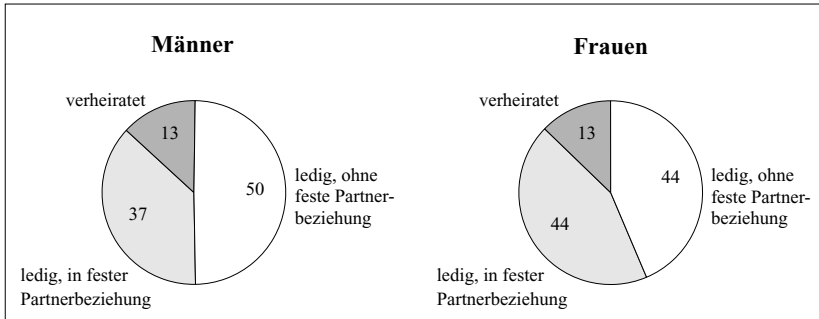 Männer
verheiratet
13
50
37
ledig, ohne
feste Partner-
beziehung
ledig, in fester
Partnerbeziehung
Frauen
verheiratet
13
44
44
ledig, ohne
feste Partner-
beziehung
ledig, in fester
Partnerbeziehung